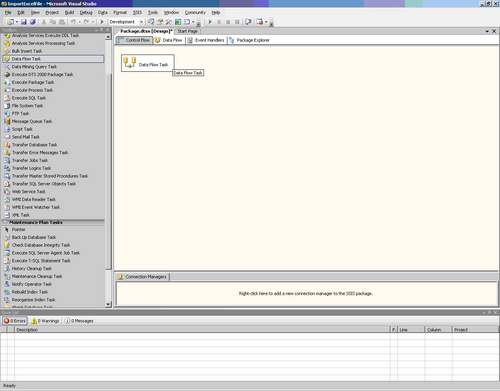 ImportExcelFile - Microsoft Visual Studio
File Edit View Project Build Debug Data Format SSIS Tools Window Community Help
Development
Toolbox
Analysis Services Execute DDL Task
Analysis Services Processing Task
Bulk Insert Task
Data Flow Task
Data Mining Query Task
Execute DTS 2000 Package Task
Execute Package Task
Execute Process Task
Execute SQL Task
File System Task
FTP Task
Message Queue Task
Script Task
Send Mail Task
Transfer Database Task
Transfer Error Messages Task
Transfer Jobs Task
Transfer Logins Task
Transfer Master Stored Procedures Task
Transfer SQL Server Objects Task
Web Service Task
WMI Data Reader Task
WMI Event Watcher Task
XML Task
Maintenance Plan Tasks
Pointer
Back Up Database Task
Check Database Integrity Task
Execute SQL Server Agent Job Task
Execute T-SQL Statement Task
History Cleanup Task
Maintenance Cleanup Task
Notify Operator Task
Rebuild Index Task
Reorganize Index Task
Package.dtsx [Design]* Start Page
Control Flow Data Flow Event Handlers Package Explorer
Data Flow Task
Data Flow Task
Connection Managers
Right-click here to add a new connection manager to the SSIS package.
Error List
0 Errors 0 Warnings 0 Messages
Description F. Line Column Project
Ready